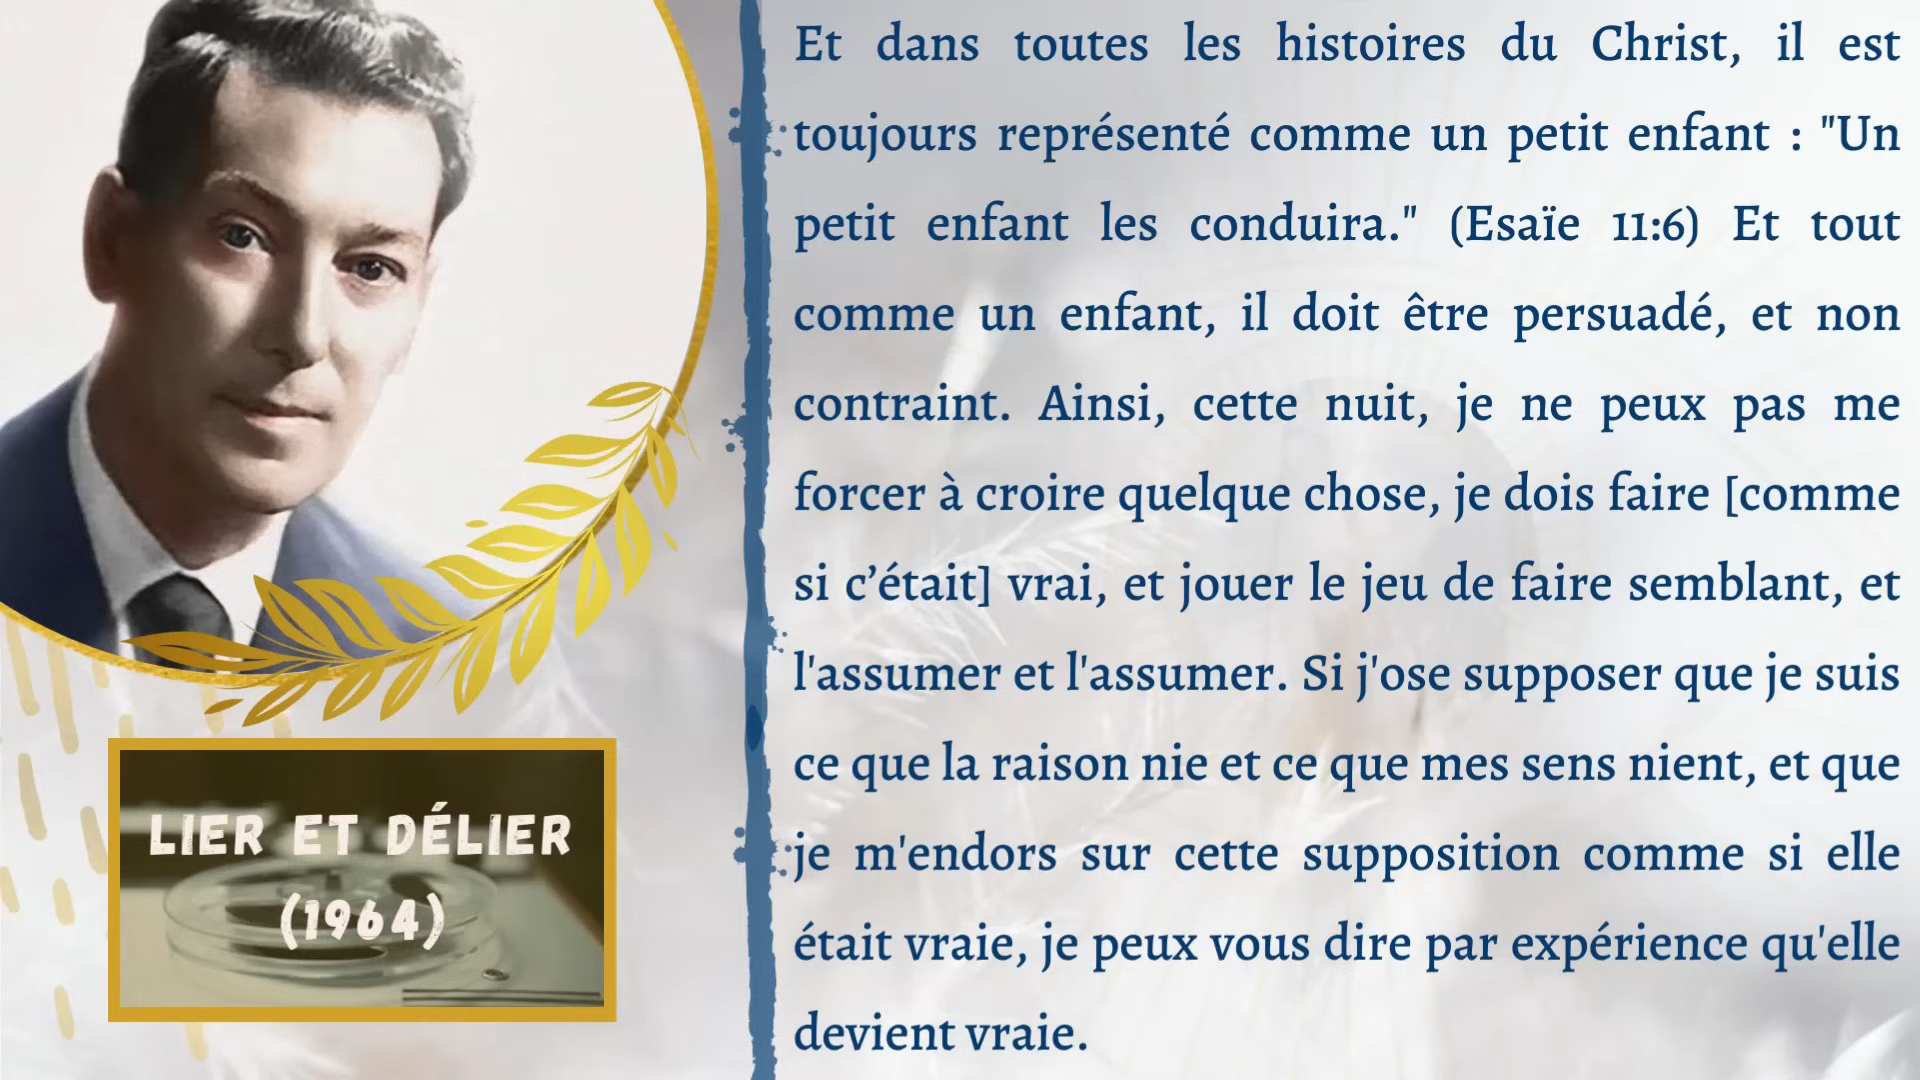 Et dans toutes les histoires du Christ, il est
toujours représenté comme un petit enfant : "Un
petit enfant les conduira." (Esaïe 11:6) Et tout
comme un enfant, il doit être persuadé, et non
contraint. Ainsi, cette nuit, je ne peux pas me
forcer à croire quelque chose, je dois faire [comme
si c’était] vrai, et jouer le jeu de faire semblant, et
l'assumer et l'assumer. Si j'ose supposer que je suis
ce que la raison nie et ce que mes sens nient, et que
je m'endors sur cette supposition comme si elle
était vraie, je peux vous dire par expérience qu'elle
devient vraie.
LIER ET DÉLIER
(1964)